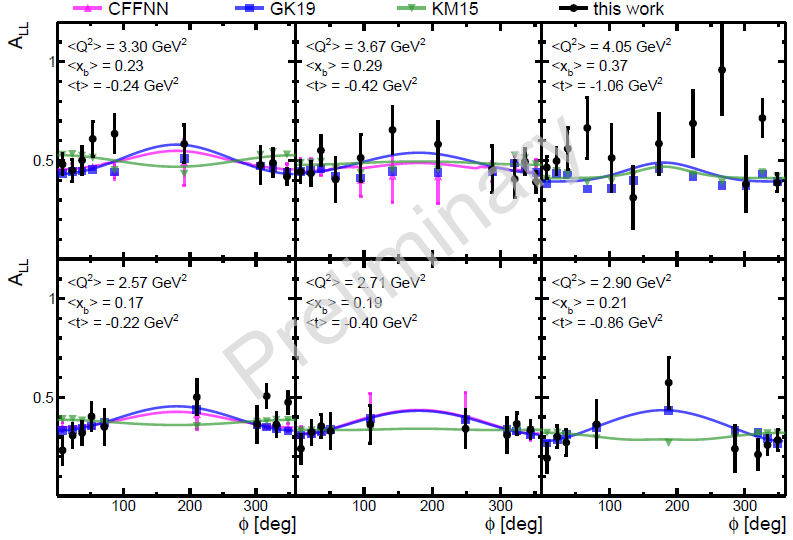 CFFNN GK19 KM15 this work
A_LL
<Q²> = 3.30 GeV²
<x_b> = 0.23
<t> = -0.24 GeV²
<Q²> = 3.67 GeV²
<x_b> = 0.29
<t> = -0.42 GeV²
<Q²> = 4.05 GeV²
<x_b> = 0.37
<t> = -1.06 GeV²
1
0.5
A_LL
<Q²> = 2.57 GeV²
<x_b> = 0.17
<t> = -0.22 GeV²
<Q²> = 2.71 GeV²
<x_b> = 0.19
<t> = -0.40 GeV²
<Q²> = 2.90 GeV²
<x_b> = 0.21
<t> = -0.86 GeV²
1
0.5
Preliminary
100 200 300 100 200 300 100 200 300
ϕ [deg] ϕ [deg] ϕ [deg]